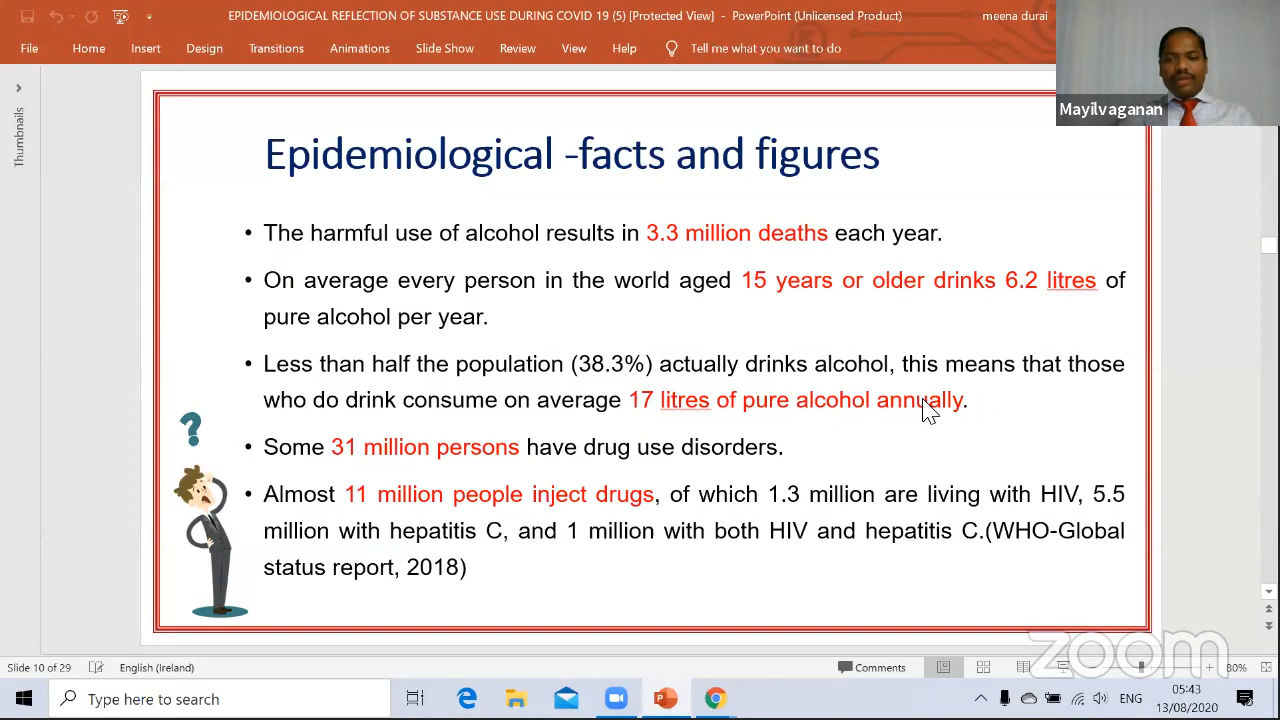 EPIDEMIOLOGICAL REFLECTION OF SUBSTANCE USE DURING COVID 19 (5) [Protected View] - PowerPoint (Unlicensed Product)
meena durai
File Home Insert Design Transitions Animations Slide Show Review View Help Tell me what you want to do
Mayilvaganan
Thumbnails
Epidemiological -facts and figures
• The harmful use of alcohol results in 3.3 million deaths each year.
• On average every person in the world aged 15 years or older drinks 6.2 litres of
pure alcohol per year.
• Less than half the population (38.3%) actually drinks alcohol, this means that those
who do drink consume on average 17 litres of pure alcohol annually.
• Some 31 million persons have drug use disorders.
• Almost 11 million people inject drugs, of which 1.3 million are living with HIV, 5.5
million with hepatitis C, and 1 million with both HIV and hepatitis C.(WHO-Global
status report, 2018)
?
zoom
Slide 10 of 29 English (Ireland) Comments 80%
Type here to search
ENG
05:43
13/08/2020